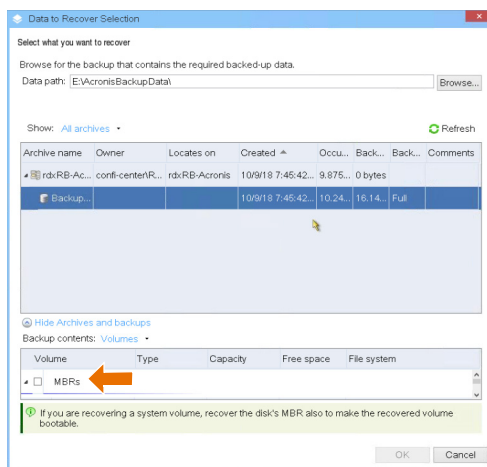 Data to Recover Selection
Select what you want to recover
Browse for the backup that contains the required backed-up data.
Data path: E:\AcronisBackupData\ Browse...
Show: All archives Refresh
Archive name Owner Locates on Created Occu... Back... Back... Comments
rdxRB-Ac... confi-center\R... rdxRB-Acronis 10/9/18 7:45:42... 9.875... 0 bytes
Backup... 10/9/18 7:45:42... 10.24... 16.14... Full
Hide Archives and backups
Backup contents: Volumes
Volume Type Capacity Free space File system
MBRs
If you are recovering a system volume, recover the disk's MBR also to make the recovered volume
bootable.
OK Cancel